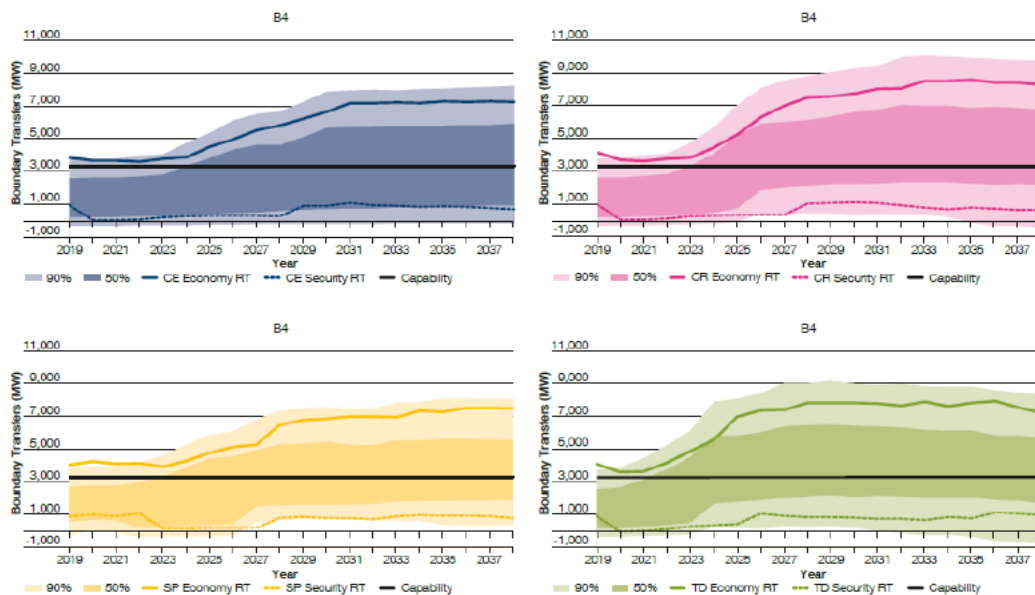 B4
11,000
9,000
7,000
5,000
3,000
1,000
-1,000
Boundary Transfers (MW)
2019 2021 2023 2025 2027 2029 2031 2033 2035 2037
Year
90% 50% CE Economy RT CE Security RT Capability
B4
11,000
9,000
7,000
5,000
3,000
1,000
-1,000
Boundary Transfers (MW)
2019 2021 2023 2025 2027 2029 2031 2033 2035 2037
Year
90% 50% CR Economy RT CR Security RT Capability
B4
11,000
9,000
7,000
5,000
3,000
1,000
-1,000
Boundary Transfers (MW)
2019 2021 2023 2025 2027 2029 2031 2033 2035 2037
Year
90% 50% SP Economy RT SP Security RT Capability
B4
11,000
9,000
7,000
5,000
3,000
1,000
-1,000
Boundary Transfers (MW)
2019 2021 2023 2025 2027 2029 2031 2033 2035 2037
Year
90% 50% TD Economy RT TD Security RT Capability